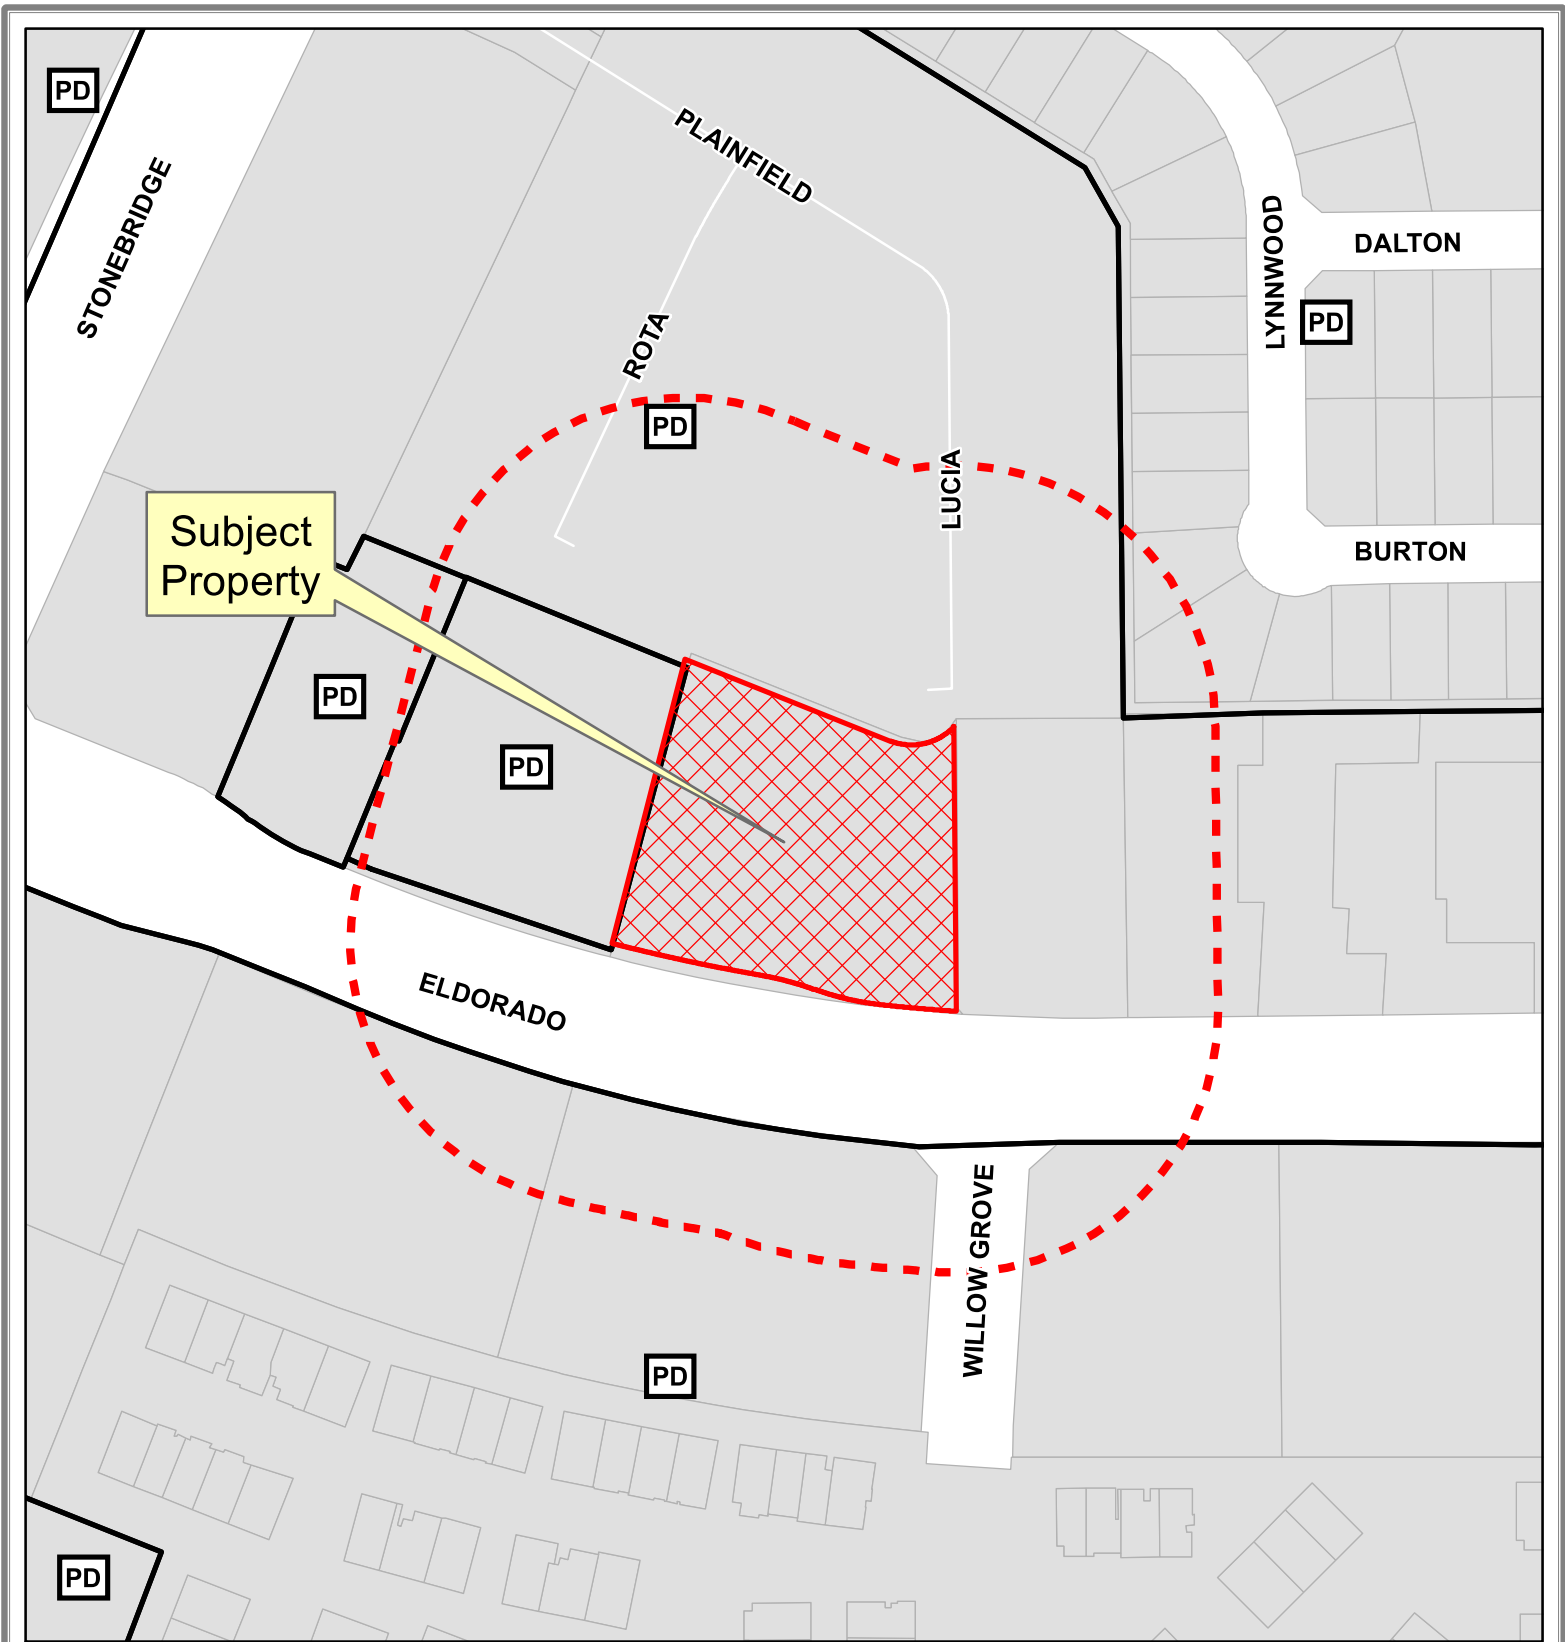 PD
STONEBRIDGE
PLAINFIELD
LYNNWOOD
DALTON
PD
ROTA
PD
LUCIA
Subject
Property
BURTON
PD
PD
ELDORADO
WILLOW GROVE
PD
PD